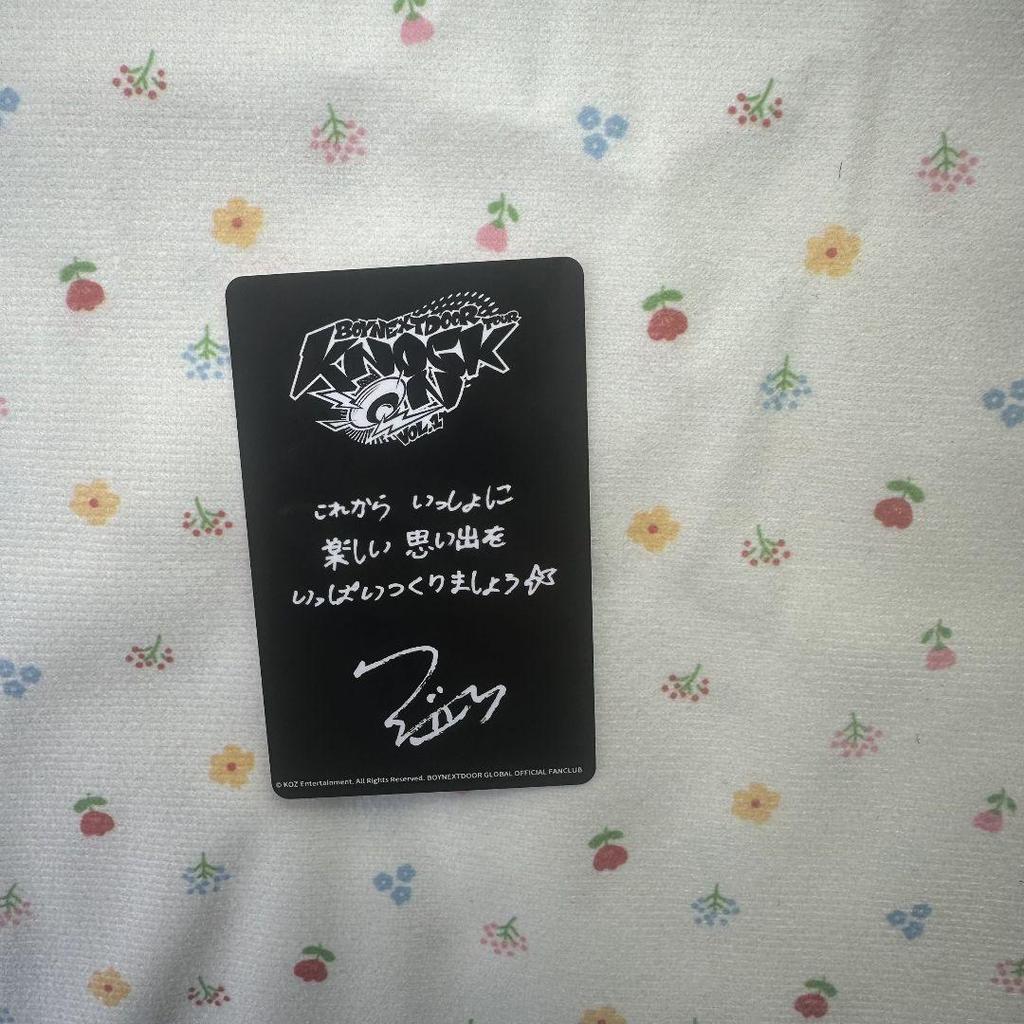 BOYNEXTDOOR TOUR
KNOCK ON
VOL.1
これから いっしょに
楽しい 思い出を
いっぱいつくりましょう☆
© KOZ Entertainment. All Rights Reserved. BOYNEXTDOOR GLOBAL OFFICIAL FANCLUB